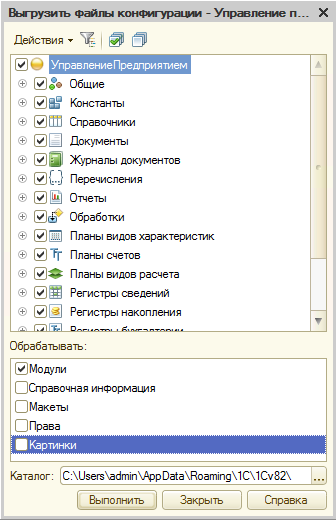 Выгрузить файлы конфигурации - Управление п...
Действия
УправлениеПредприятием
Общие
Константы
Справочники
Документы
Журналы документов
Перечисления
Отчеты
Обработки
Планы видов характеристик
Планы счетов
Планы видов расчета
Регистры сведений
Регистры накопления
Регистры бухгалтерии
Обрабатывать:
Модули
Справочная информация
Макеты
Права
Картинки
Каталог: C:\Users\admin\AppData\Roaming\1C\1Cv82\ ...
Выполнить Закрыть Справка